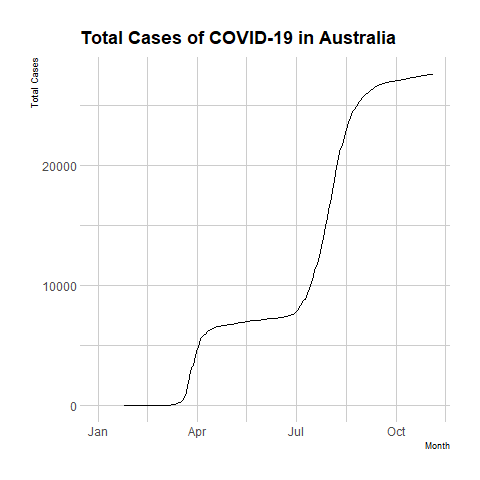 Total Cases of COVID-19 in Australia
Total Cases
20000
10000
0
Jan Apr Jul Oct
Month